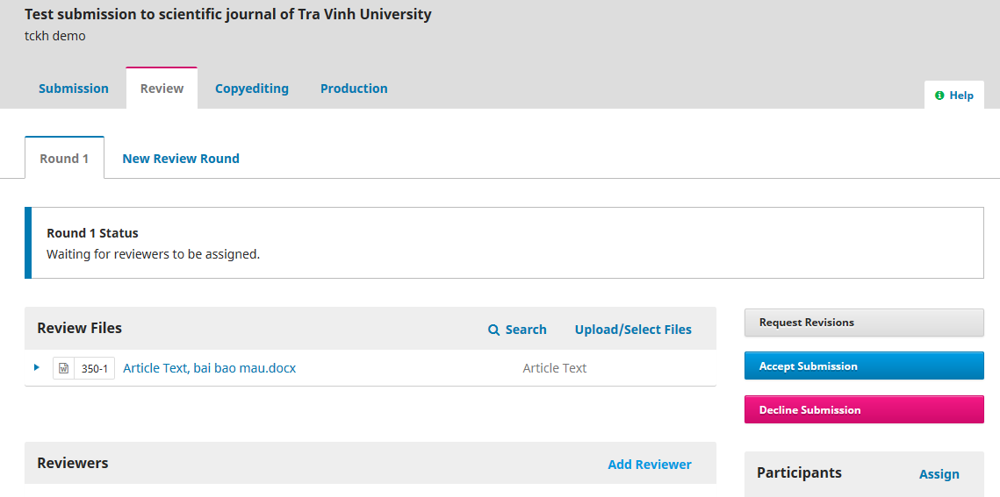 Test submission to scientific journal of Tra Vinh University
tckh demo
Submission Review Copyediting Production
Help
Round 1 New Review Round
Round 1 Status
Waiting for reviewers to be assigned.
Review Files Search Upload/Select Files
350-1 Article Text, bai bao mau.docx Article Text
Request Revisions
Accept Submission
Decline Submission
Reviewers Add Reviewer
Participants Assign